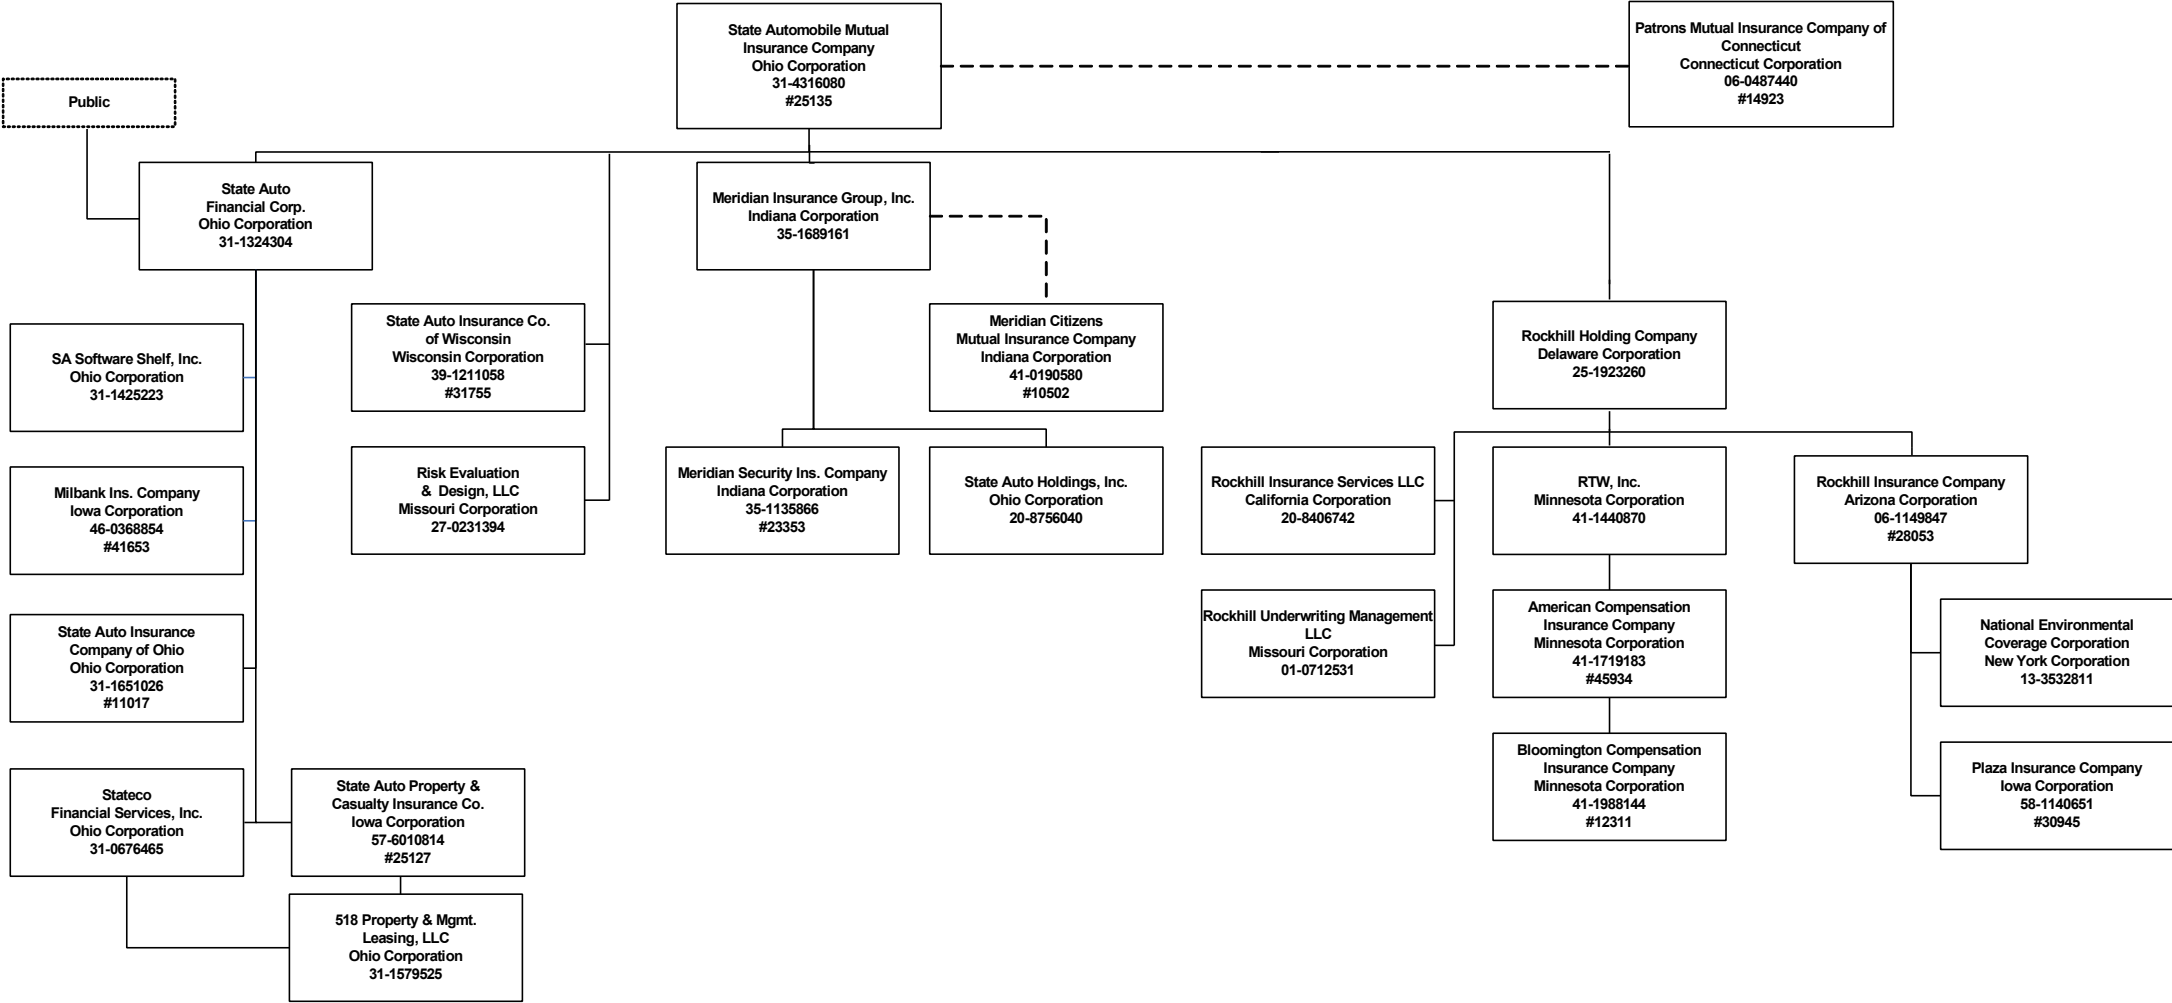 State Automobile Mutual
Insurance Company
Ohio Corporation
31-4316080
#25135
Patrons Mutual Insurance Company of
Connecticut
Connecticut Corporation
06-0487440
#14923
Public
State Auto
Financial Corp.
Ohio Corporation
31-1324304
Meridian Insurance Group, Inc.
Indiana Corporation
35-1689161
SA Software Shelf, Inc.
Ohio Corporation
31-1425223
State Auto Insurance Co.
of Wisconsin
Wisconsin Corporation
39-1211058
#31755
Meridian Citizens
Mutual Insurance Company
Indiana Corporation
41-0190580
#10502
Rockhill Holding Company
Delaware Corporation
25-1923260
Milbank Ins. Company
Iowa Corporation
46-0368854
#41653
Risk Evaluation
& Design, LLC
Missouri Corporation
27-0231394
Meridian Security Ins. Company
Indiana Corporation
35-1135866
#23353
State Auto Holdings, Inc.
Ohio Corporation
20-8756040
Rockhill Insurance Services LLC
California Corporation
20-8406742
RTW, Inc.
Minnesota Corporation
41-1440870
Rockhill Insurance Company
Arizona Corporation
06-1149847
#28053
State Auto Insurance
Company of Ohio
Ohio Corporation
31-1651026
#11017
Rockhill Underwriting Management
LLC
Missouri Corporation
01-0712531
American Compensation
Insurance Company
Minnesota Corporation
41-1719183
#45934
National Environmental
Coverage Corporation
New York Corporation
13-3532811
Stateco
Financial Services, Inc.
Ohio Corporation
31-0676465
State Auto Property &
Casualty Insurance Co.
Iowa Corporation
57-6010814
#25127
Bloomington Compensation
Insurance Company
Minnesota Corporation
41-1988144
#12311
Plaza Insurance Company
Iowa Corporation
58-1140651
#30945
518 Property & Mgmt.
Leasing, LLC
Ohio Corporation
31-1579525